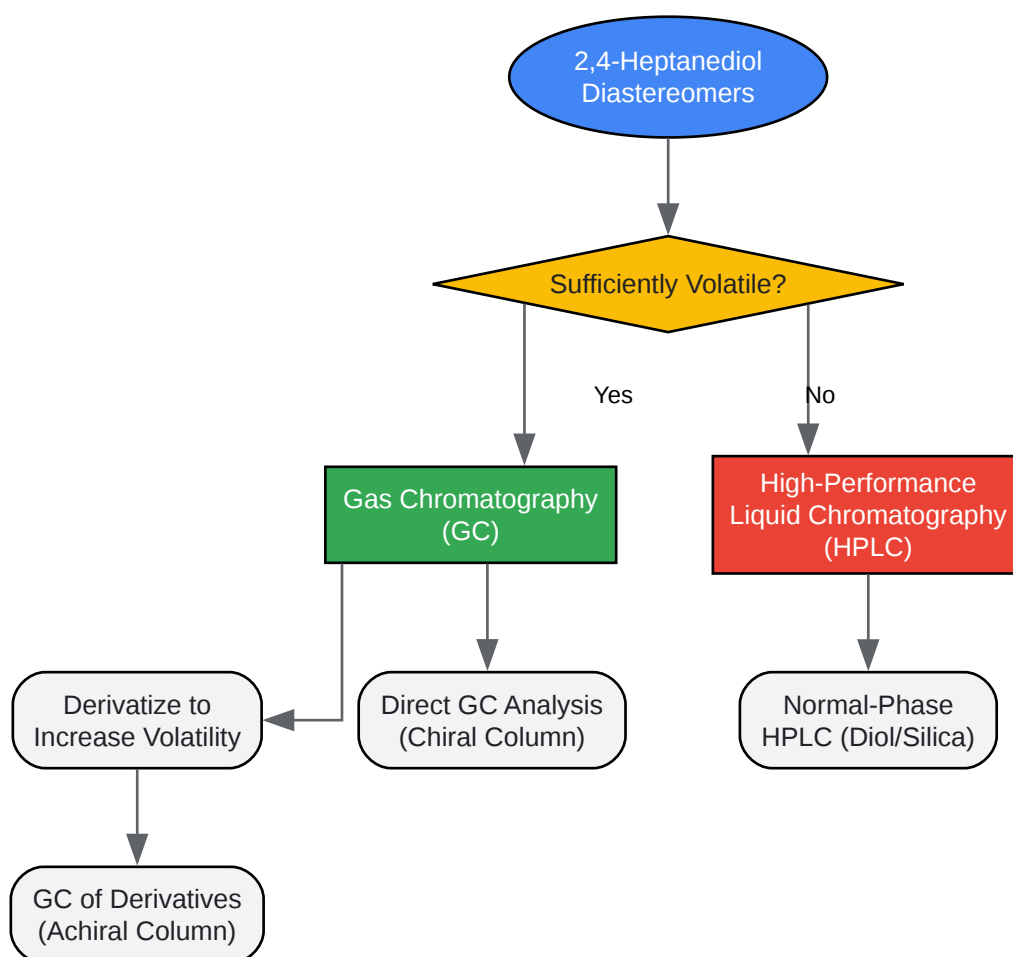 2,4-Heptanediol
Diastereomers
Sufficiently Volatile?
Yes
No
Gas Chromatography
(GC)
High-Performance
Liquid Chromatography
(HPLC)
Derivatize to
Increase Volatility
Direct GC Analysis
(Chiral Column)
Normal-Phase
HPLC (Diol/Silica)
GC of Derivatives
(Achiral Column)